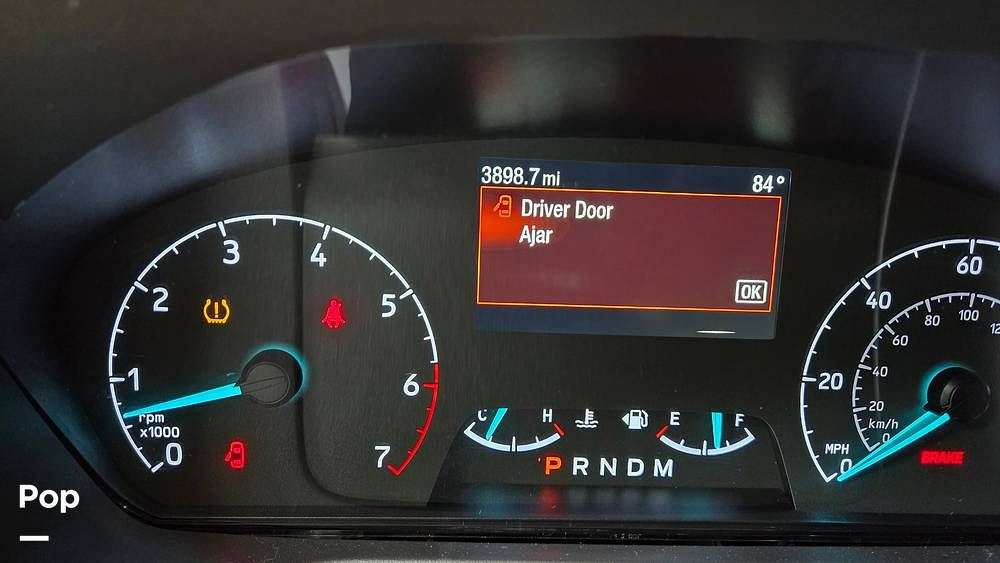 3898.7 mi 84°
Driver Door
Ajar
OK
0 1 2 3 4 5 6 7
rpm
x1000
C H E F
P R N D M
0 20 40 60
MPH
0 20 40 60 80 100
km/h
BRAKE
Pop